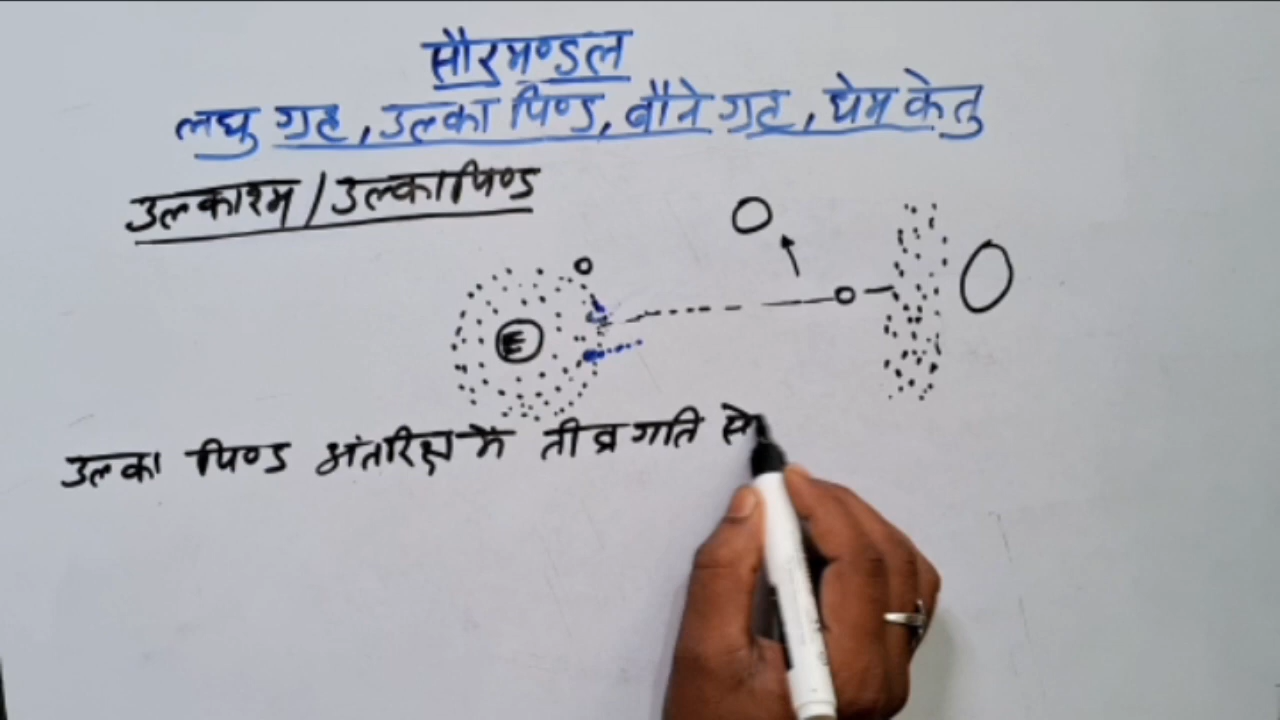 सौरमण्डल
लघु ग्रह, उल्का पिण्ड, बौने ग्रह, धेमकेतु
उल्काश्म/उल्कापिण्ड
E
उल्का पिण्ड अंतरिक्ष मे तीव्र गति से